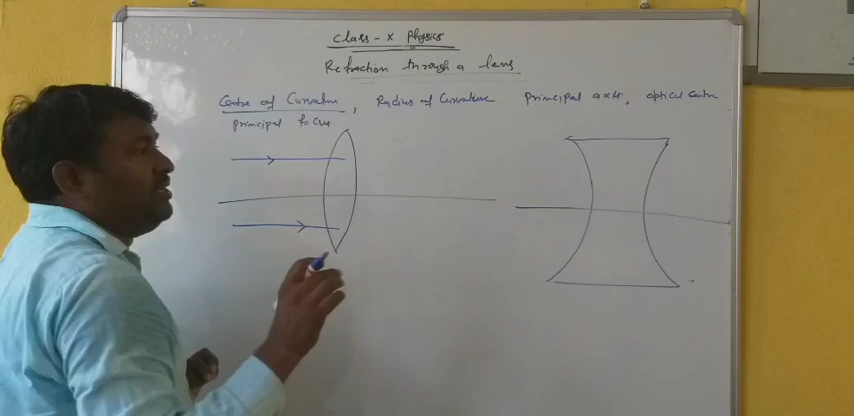 Class - X Physics
Refraction through a lens
Centre of Curvature, Radius of Curvature principal axis, optical Centre
principal focus